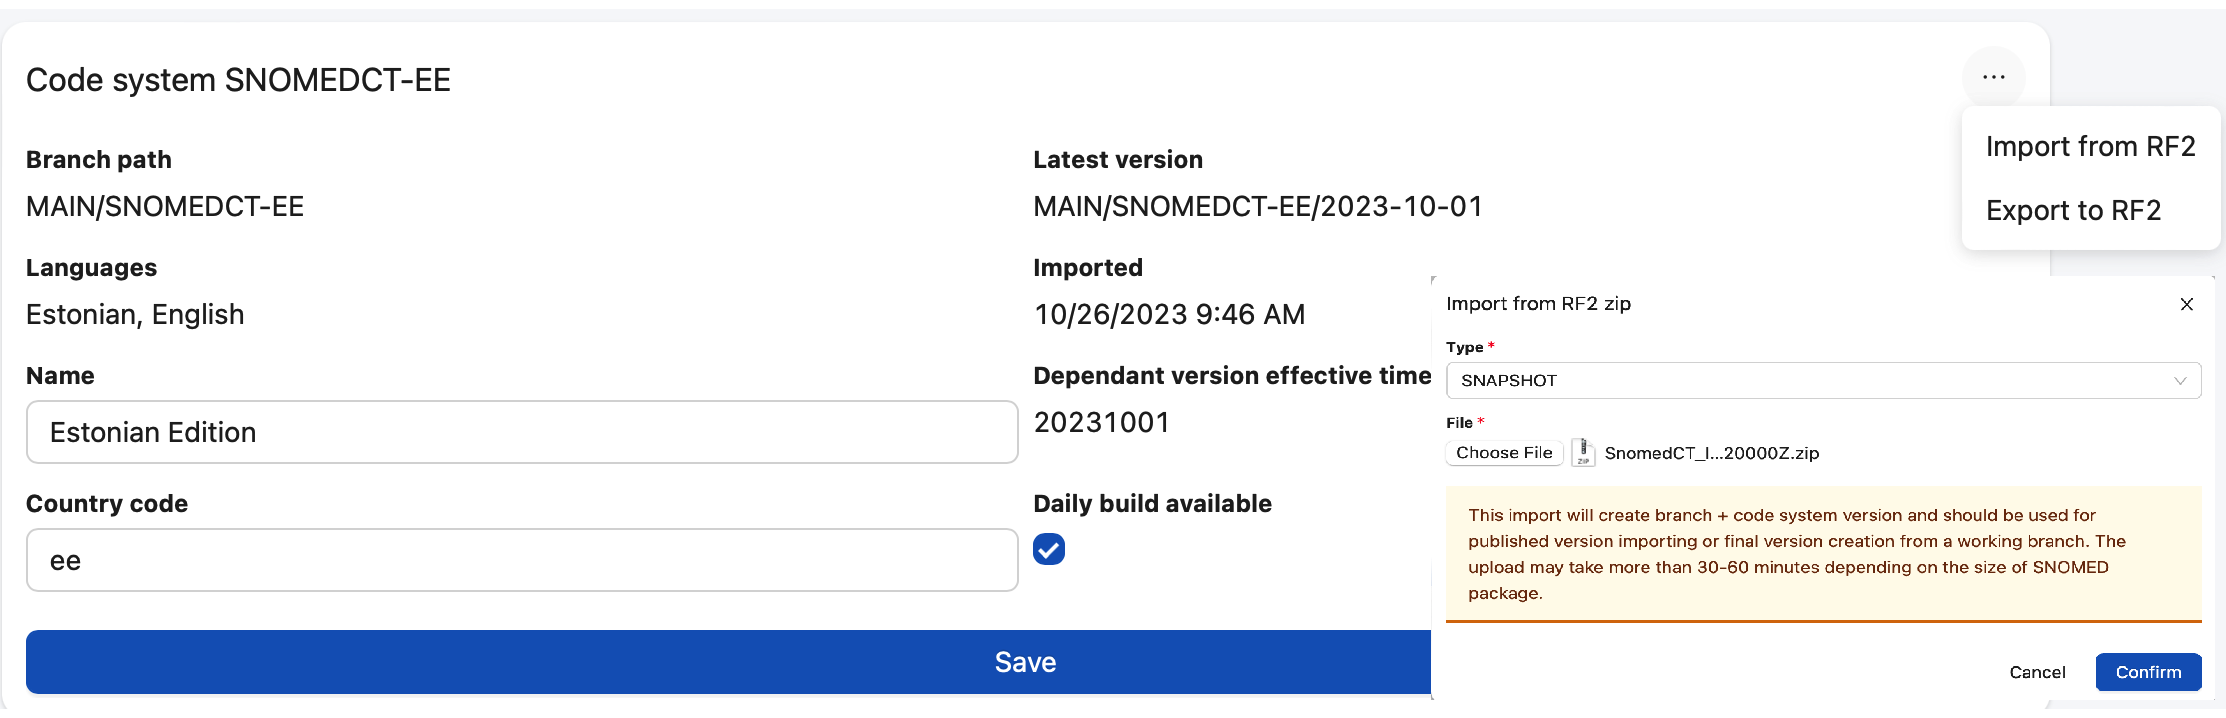 Code system SNOMEDCT-EE
...
Import from RF2
Export to RF2
Branch path
MAIN/SNOMEDCT-EE
Latest version
MAIN/SNOMEDCT-EE/2023-10-01
Languages
Estonian, English
Imported
10/26/2023 9:46 AM
Name
Estonian Edition
Dependant version effective time
20231001
Country code
ee
Daily build available
Save
Import from RF2 zip
Type *
SNAPSHOT
File *
Choose File
ZIP
SnomedCT_I...20000Z.zip
This import will create branch + code system version and should be used for
published version importing or final version creation from a working branch. The
upload may take more than 30-60 minutes depending on the size of SNOMED
package.
Cancel
Confirm